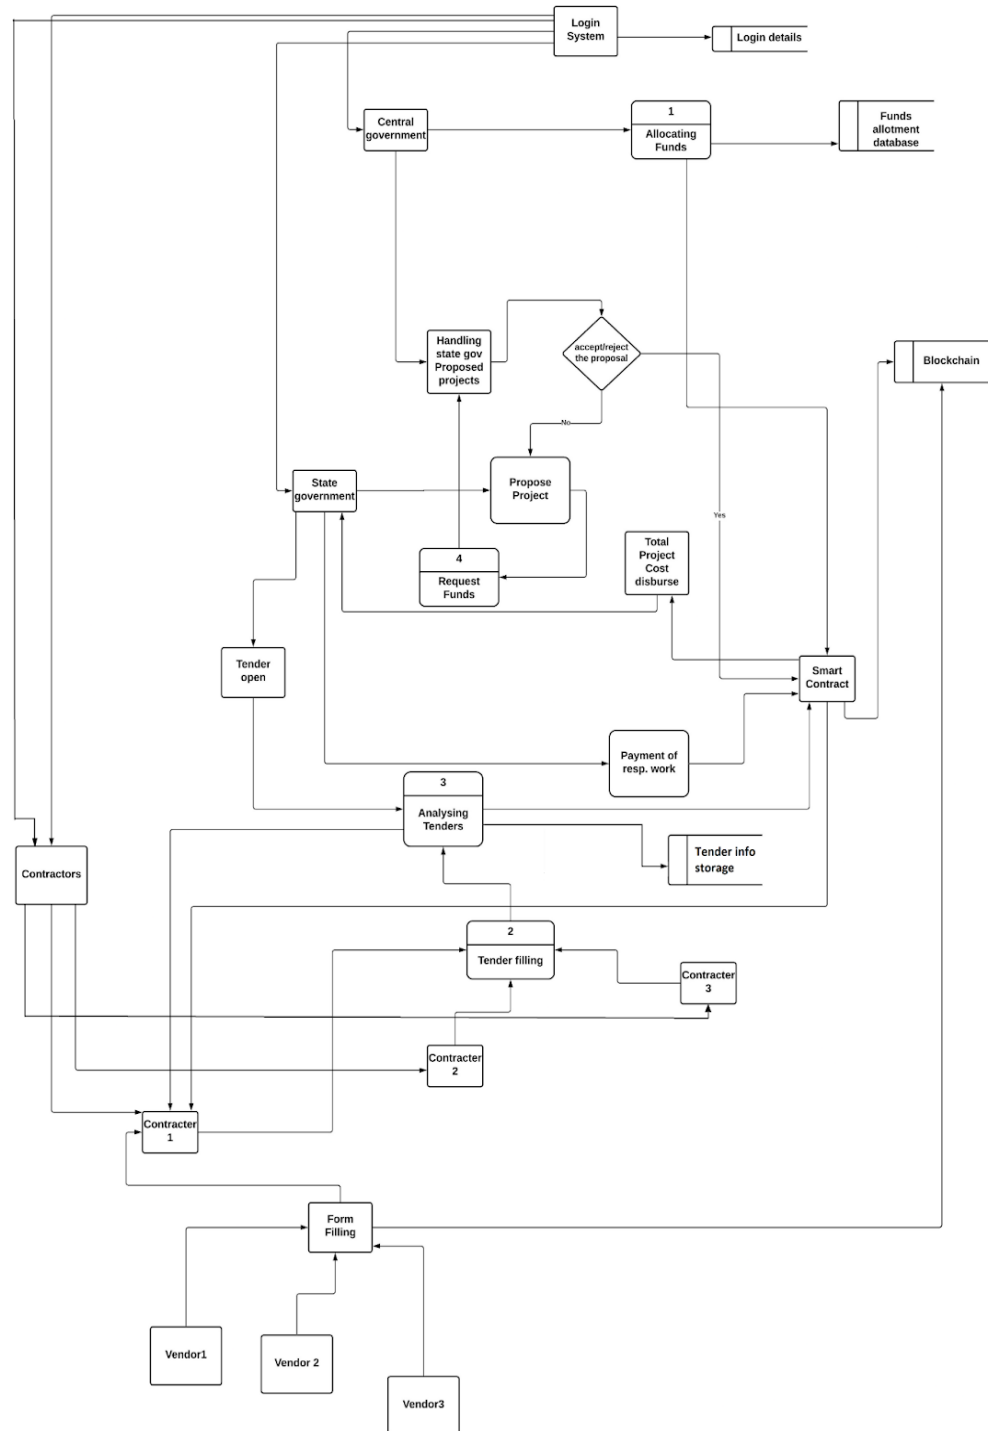 Login
System
Login details
Central
government
1
Allocating
Funds
Funds
allotment
database
Handling
state gov
Proposed
projects
accept/reject
the proposal
Blockchain
No
State
government
Propose
Project
Yes
4
Request
Funds
Total
Project
Cost
disburse
Tender
open
Smart
Contract
Payment of
resp. work
3
Analysing
Tenders
Tender info
storage
Contractors
2
Tender filling
Contracter
3
Contracter
2
Contracter
1
Form
Filling
Vendor1
Vendor 2
Vendor3